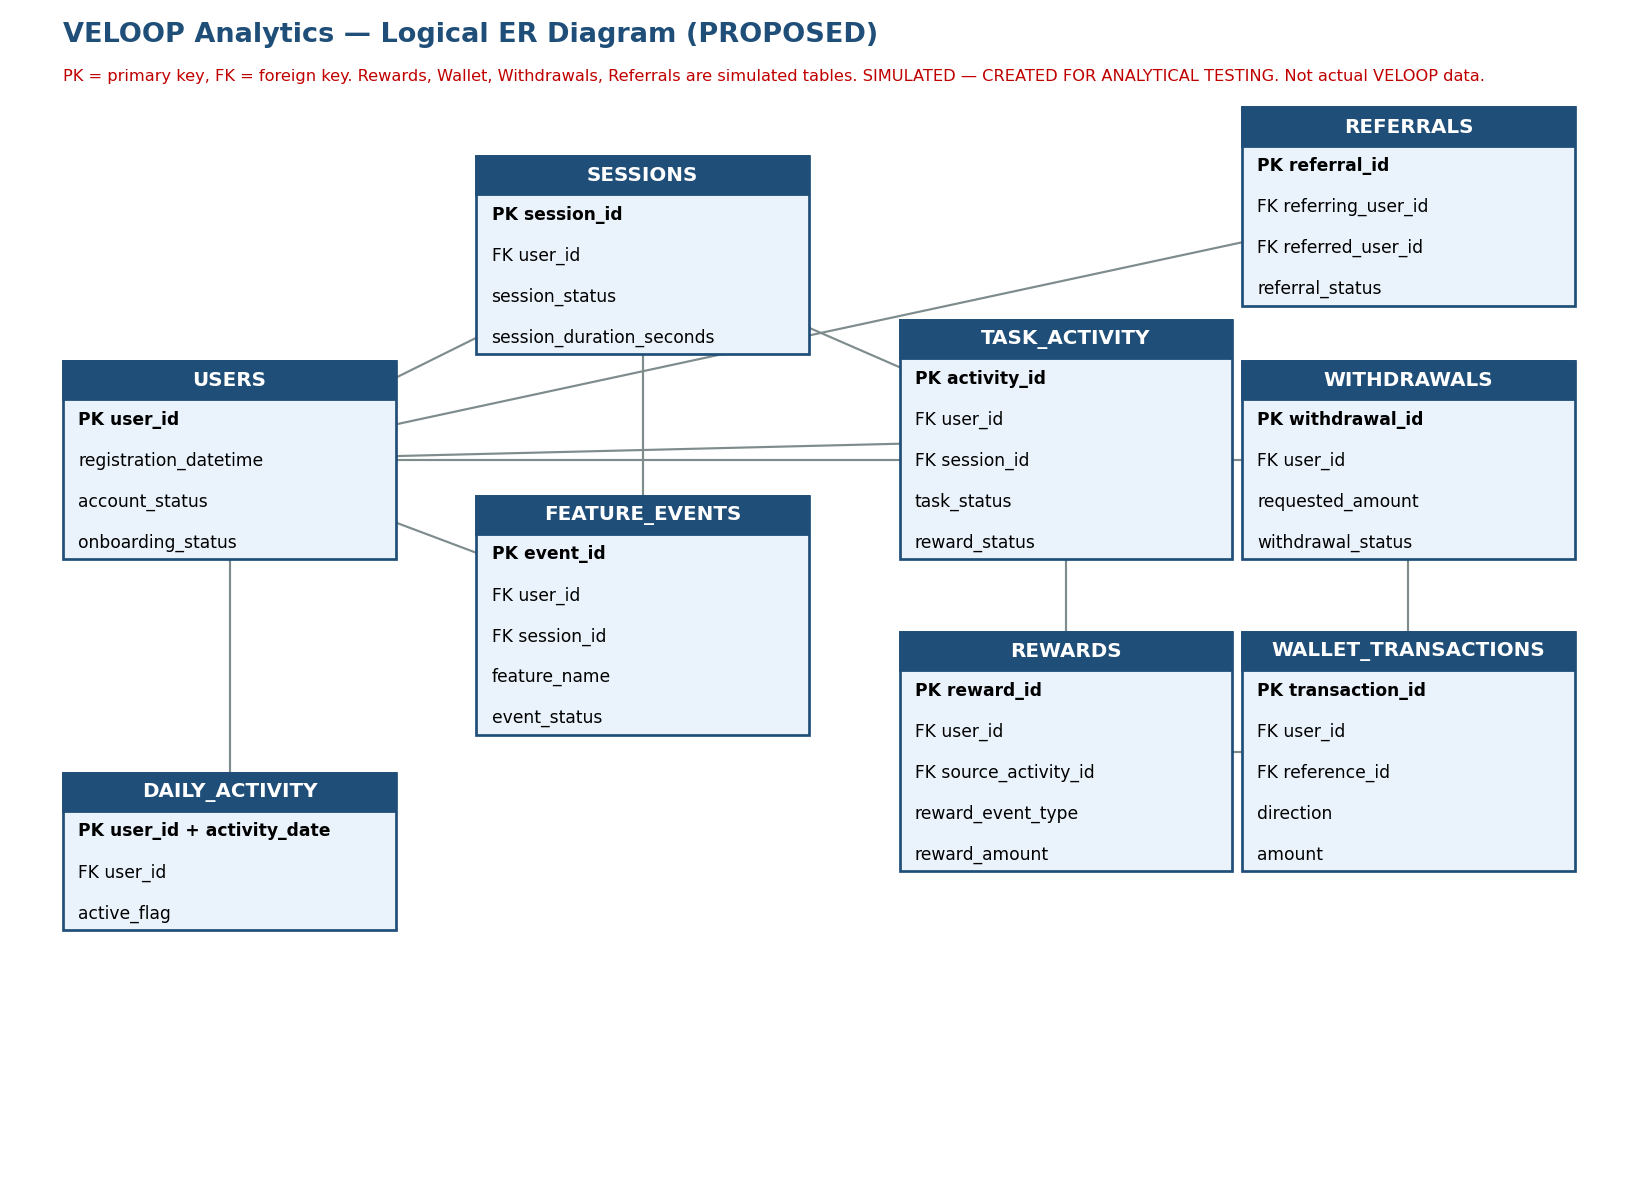 VELOOP Analytics — Logical ER Diagram (PROPOSED)
PK = primary key, FK = foreign key. Rewards, Wallet, Withdrawals, Referrals are simulated tables. SIMULATED — CREATED FOR ANALYTICAL TESTING. Not actual VELOOP data.
REFERRALS
PK referral_id
FK referring_user_id
FK referred_user_id
referral_status
SESSIONS
PK session_id
FK user_id
session_status
session_duration_seconds
TASK_ACTIVITY
PK activity_id
FK user_id
FK session_id
task_status
reward_status
USERS
PK user_id
registration_datetime
account_status
onboarding_status
WITHDRAWALS
PK withdrawal_id
FK user_id
requested_amount
withdrawal_status
FEATURE_EVENTS
PK event_id
FK user_id
FK session_id
feature_name
event_status
REWARDS
PK reward_id
FK user_id
FK source_activity_id
reward_event_type
reward_amount
WALLET_TRANSACTIONS
PK transaction_id
FK user_id
FK reference_id
direction
amount
DAILY_ACTIVITY
PK user_id + activity_date
FK user_id
active_flag